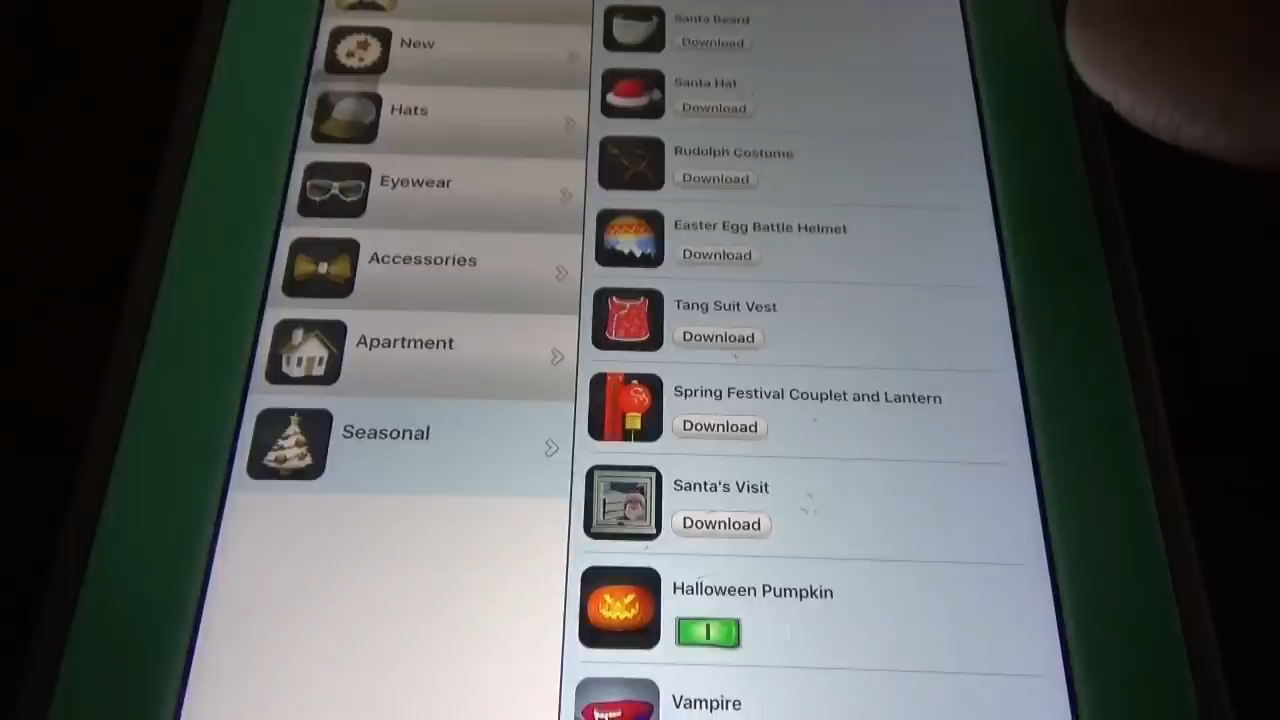 New
Hats
Eyewear
Accessories
Apartment
Seasonal
Santa Beard
Download
Santa Hat
Download
Rudolph Costume
Download
Easter Egg Battle Helmet
Download
Tang Suit Vest
Download
Spring Festival Couplet and Lantern
Download
Santa's Visit
Download
Halloween Pumpkin
Vampire